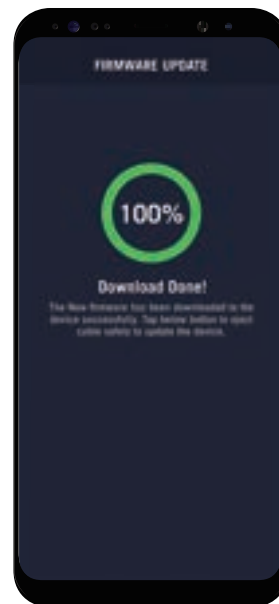 FIRMWARE UPDATE
100%
Download Done!
The New firmware has been downloaded to the
device successfully. Tap below button to eject
cable safely to update the device.